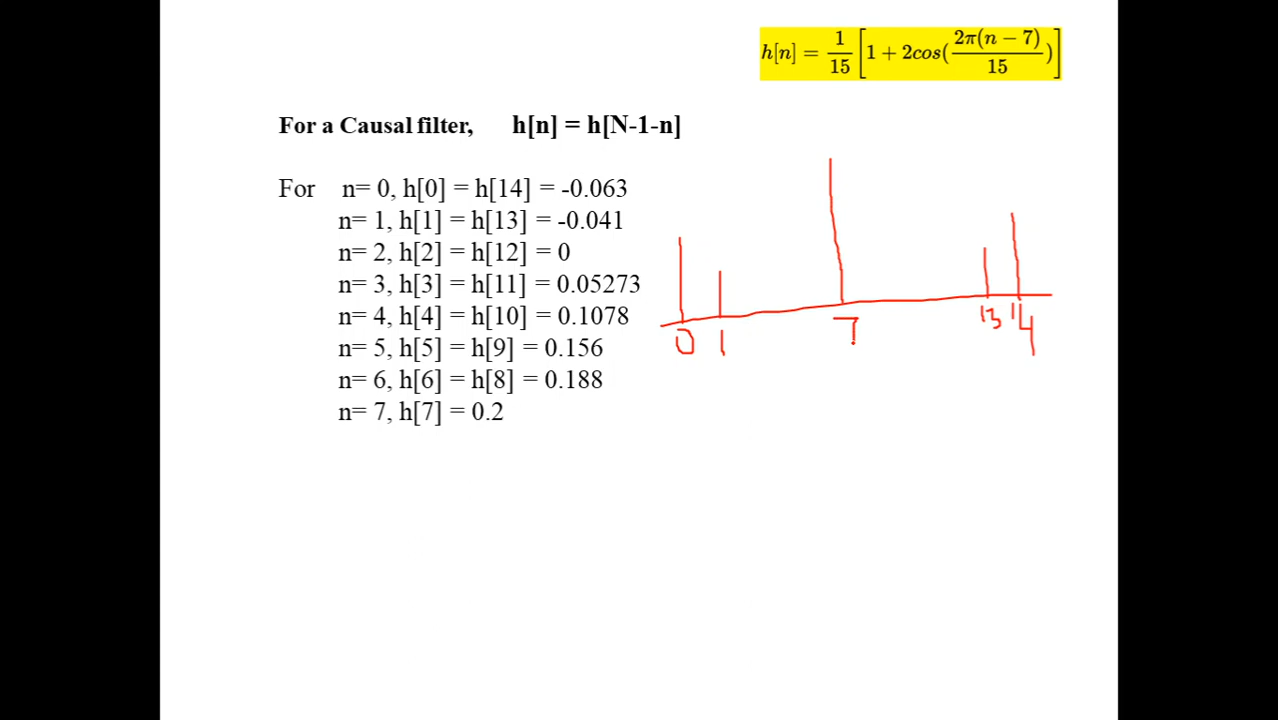 h[n] = 1/15 [1 + 2cos(2π(n − 7)/15)]
For a Causal filter, h[n] = h[N-1-n]
For n= 0, h[0] = h[14] = -0.063
n= 1, h[1] = h[13] = -0.041
n= 2, h[2] = h[12] = 0
n= 3, h[3] = h[11] = 0.05273
n= 4, h[4] = h[10] = 0.1078
n= 5, h[5] = h[9] = 0.156
n= 6, h[6] = h[8] = 0.188
n= 7, h[7] = 0.2
0 1 7 13 14